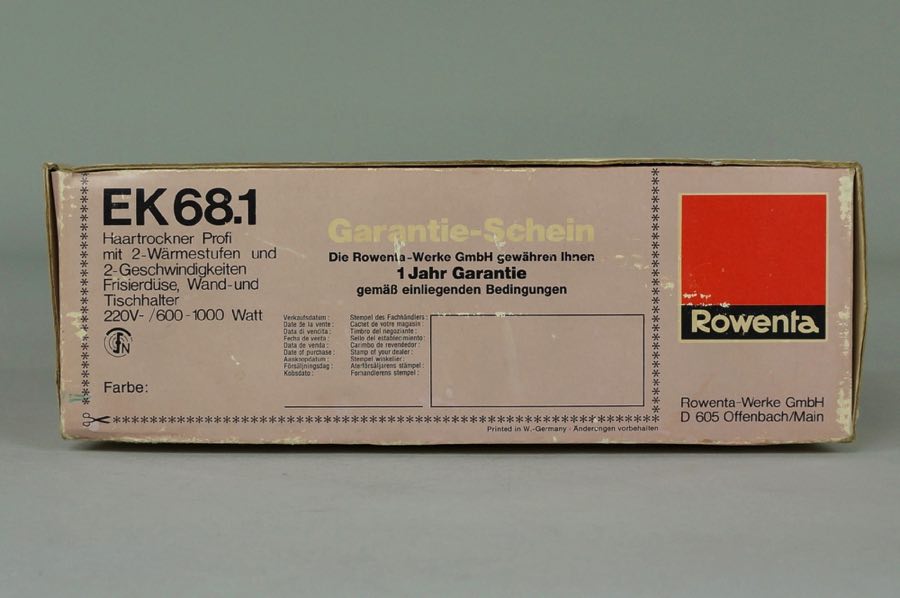 EK68.1
Haartrockner Profi
mit 2-Wärmestufen und
2-Geschwindigkeiten
Frisierdüse, Wand-und
Tischhalter
220V~/600-1000 Watt
Farbe:
Garantie-Schein
Die Rowenta-Werke GmbH gewähren Ihnen
1 Jahr Garantie
gemäß einliegenden Bedingungen
Verkaufsdatum:
Date de la vente:
Data di vendita:
Fecha de venta:
Data de venda:
Date of purchase:
Aankoopdatum:
Försäljningsdag:
Kobsdato:
Stempel des Fachhändlers:
Cachet de votre magasin:
Timbro del negoziante:
Sello del establecimiento:
Carimbo de revendedor:
Stamp of your dealer:
Stempel winkelier:
Återförsäljarens stämpel:
Forhandlerens stempel:
Printed in W.-Germany · Änderungen vorbehalten
Rowenta
Rowenta-Werke GmbH
D 605 Offenbach/Main